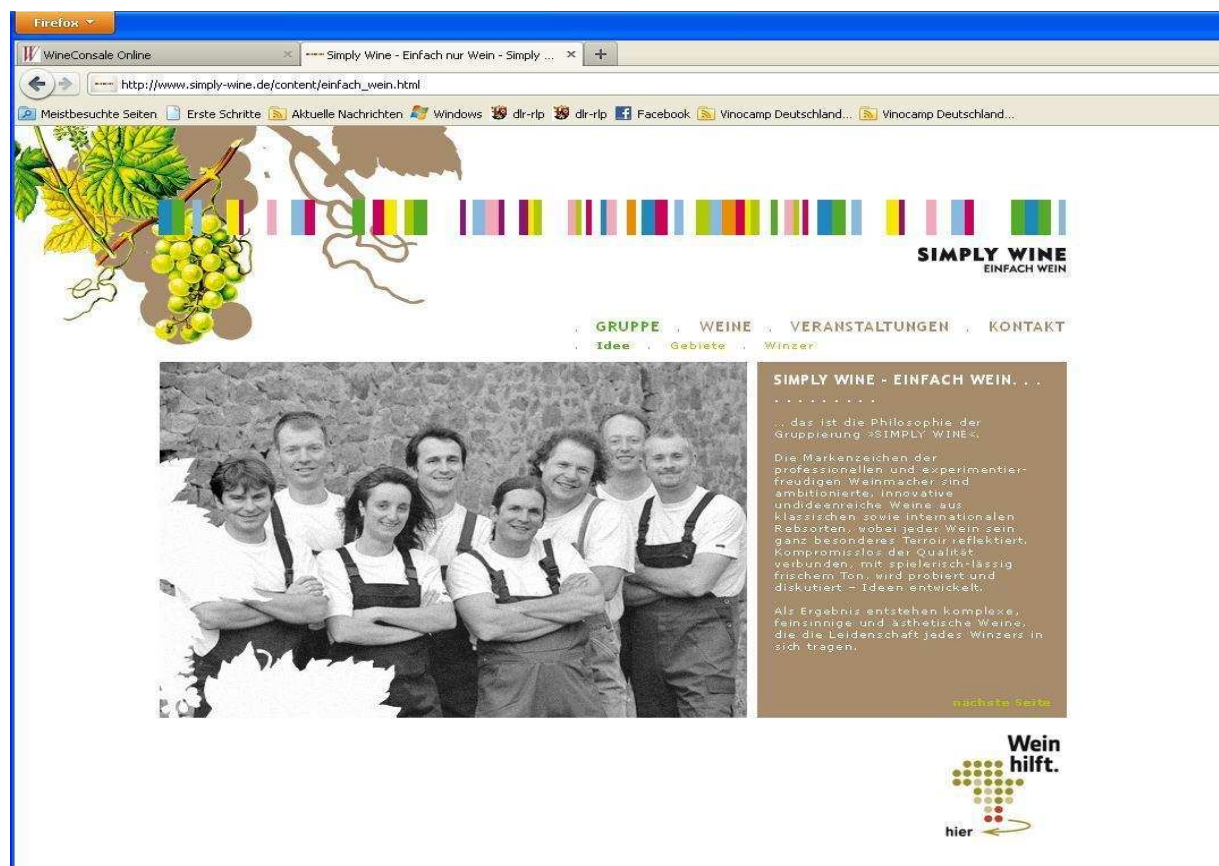 Firefox
WineConsale Online
Simply Wine - Einfach nur Wein - Simply ...
http://www.simply-wine.de/content/einfach_wein.html
Meistbesuchte Seiten Erste Schritte Aktuelle Nachrichten Windows dlr-rlp dlr-rlp Facebook Vinocamp Deutschland... Vinocamp Deutschland...
SIMPLY WINE
EINFACH WEIN
. GRUPPE . WEINE . VERANSTALTUNGEN . KONTAKT
. Idee . Gebiete . Winzer
SIMPLY WINE - EINFACH WEIN. . .
. . . . . . . . .
.. das ist die Philosophie der
Gruppierung »SIMPLY WINE«.
Die Markenzeichen der
professionellen und experimentier-
freudigen Weinmacher sind
ambitionierte, innovative
undideenreiche Weine aus
klassischen sowie internationalen
Rebsorten, wobei jeder Wein sein
ganz besonderes Terroir reflektiert.
Kompromisslos der Qualität
verbunden, mit spielerisch-lässig
frischem Ton, wird probiert und
diskutiert – Ideen entwickelt.
Als Ergebnis entstehen komplexe,
feinsinnige und ästhetische Weine,
die die Leidenschaft jedes Winzers in
sich tragen.
nächste Seite
Wein
hilft.
hier